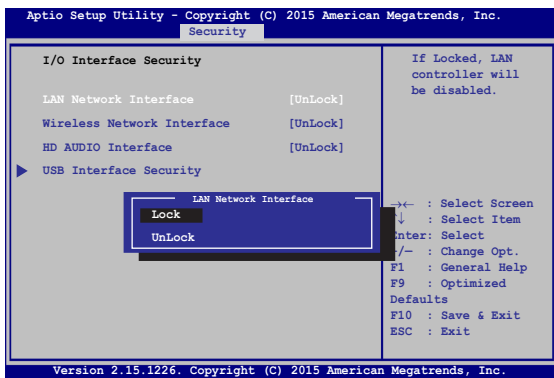 Aptio Setup Utility - Copyright (C) 2015 American Megatrends, Inc.
Security
I/O Interface Security
LAN Network Interface [UnLock]
Wireless Network Interface [UnLock]
HD AUDIO Interface [UnLock]
USB Interface Security
If Locked, LAN
controller will
be disabled.
LAN Network Interface
Lock
UnLock
→← : Select Screen
↑↓ : Select Item
Enter: Select
+/— : Change Opt.
F1 : General Help
F9 : Optimized
Defaults
F10 : Save & Exit
ESC : Exit
Version 2.15.1226. Copyright (C) 2015 American Megatrends, Inc.